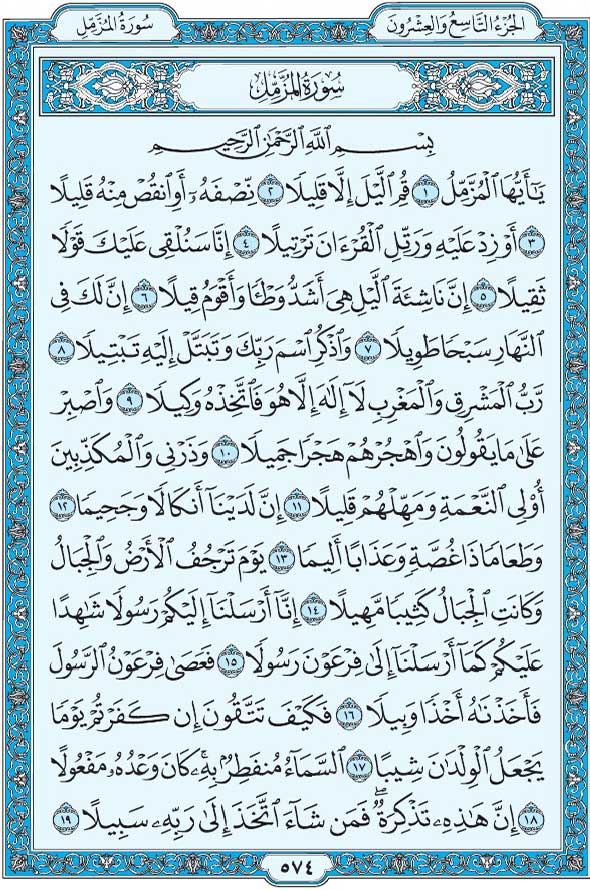 الجزء التاسع والعشرون
سورة المزمل
سورة المزمل
بسم الله الرحمن الرحيم
يَٰٓأَيُّهَا ٱلْمُزَّمِّلُ ١ قُمِ ٱلَّيْلَ إِلَّا قَلِيلًا ٢ نِّصْفَهُۥٓ أَوِ ٱنقُصْ مِنْهُ قَلِيلًا
٣ أَوْ زِدْ عَلَيْهِ وَرَتِّلِ ٱلْقُرْءَانَ تَرْتِيلًا ٤ إِنَّا سَنُلْقِى عَلَيْكَ قَوْلًا
ثَقِيلًا ٥ إِنَّ نَاشِئَةَ ٱلَّيْلِ هِىَ أَشَدُّ وَطْـًٔا وَأَقْوَمُ قِيلًا ٦ إِنَّ لَكَ فِى
ٱلنَّهَارِ سَبْحًا طَوِيلًا ٧ وَٱذْكُرِ ٱسْمَ رَبِّكَ وَتَبَتَّلْ إِلَيْهِ تَبْتِيلًا ٨
رَّبُّ ٱلْمَشْرِقِ وَٱلْمَغْرِبِ لَآ إِلَٰهَ إِلَّا هُوَ فَٱتَّخِذْهُ وَكِيلًا ٩ وَٱصْبِرْ
عَلَىٰ مَا يَقُولُونَ وَٱهْجُرْهُمْ هَجْرًا جَمِيلًا ١٠ وَذَرْنِى وَٱلْمُكَذِّبِينَ
أُو۟لِى ٱلنَّعْمَةِ وَمَهِّلْهُمْ قَلِيلًا ١١ إِنَّ لَدَيْنَآ أَنكَالًا وَجَحِيمًا ١٢
وَطَعَامًا ذَا غُصَّةٍ وَعَذَابًا أَلِيمًا ١٣ يَوْمَ تَرْجُفُ ٱلْأَرْضُ وَٱلْجِبَالُ
وَكَانَتِ ٱلْجِبَالُ كَثِيبًا مَّهِيلًا ١٤ إِنَّآ أَرْسَلْنَآ إِلَيْكُمْ رَسُولًا شَٰهِدًا
عَلَيْكُمْ كَمَآ أَرْسَلْنَآ إِلَىٰ فِرْعَوْنَ رَسُولًا ١٥ فَعَصَىٰ فِرْعَوْنُ ٱلرَّسُولَ
فَأَخَذْنَٰهُ أَخْذًا وَبِيلًا ١٦ فَكَيْفَ تَتَّقُونَ إِن كَفَرْتُمْ يَوْمًا
يَجْعَلُ ٱلْوِلْدَٰنَ شِيبًا ١٧ ٱلسَّمَآءُ مُنفَطِرٌۢ بِهِۦ ۚ كَانَ وَعْدُهُۥ مَفْعُولًا
١٨ إِنَّ هَٰذِهِۦ تَذْكِرَةٌ ۖ فَمَن شَآءَ ٱتَّخَذَ إِلَىٰ رَبِّهِۦ سَبِيلًا ١٩
٥٧٤